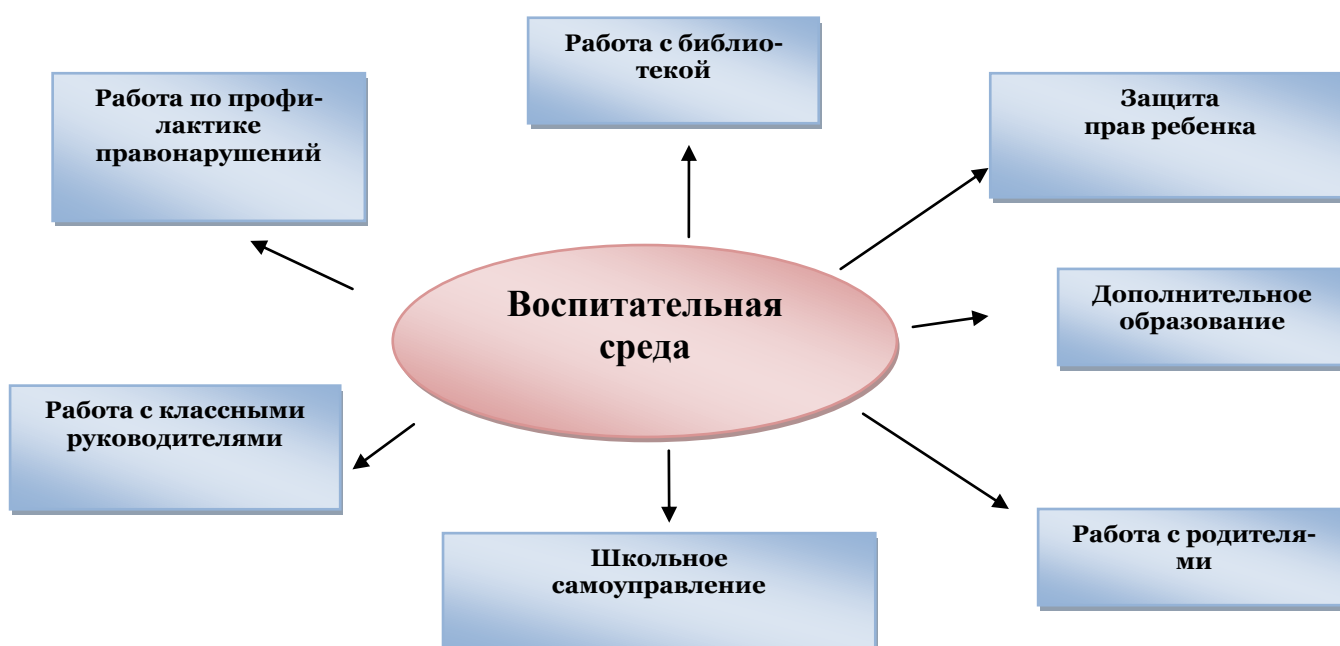 Работа с библио-
текой
Работа по профи-
лактике
правонарушений
Защита
прав ребенка
Воспитательная
среда
Дополнительное
образование
Работа с классными
руководителями
Школьное
самоуправление
Работа с родителя-
ми